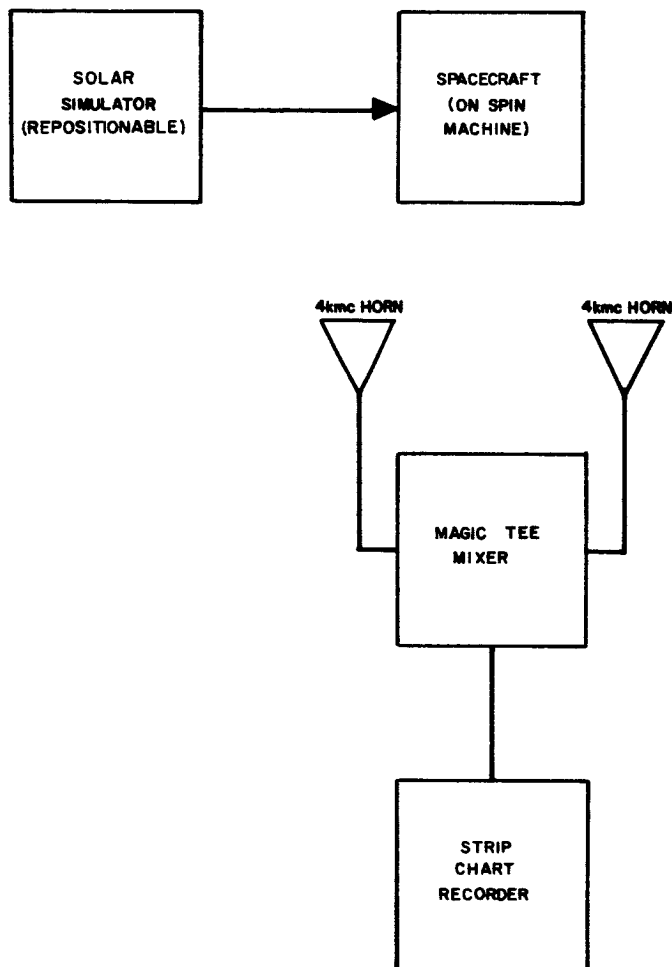 SOLAR
SIMULATOR
(REPOSITIONABLE)
SPACECRAFT
(ON SPIN
MACHINE)
4kmc HORN
4kmc HORN
MAGIC TEE
MIXER
STRIP
CHART
RECORDER